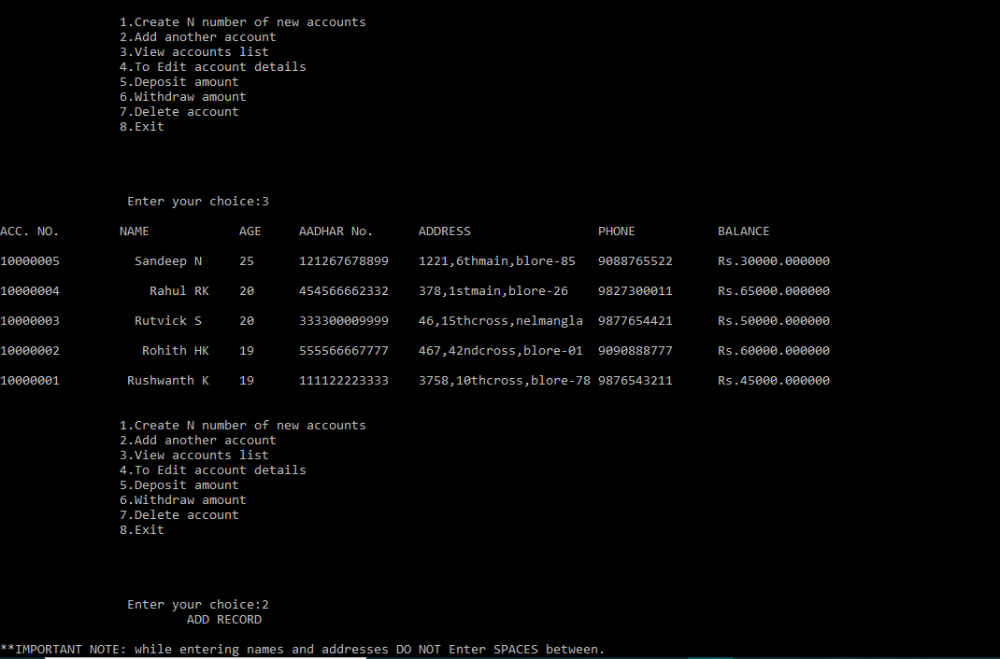 1.Create N number of new accounts
2.Add another account
3.View accounts list
4.To Edit account details
5.Deposit amount
6.Withdraw amount
7.Delete account
8.Exit
Enter your choice:3
ACC. NO. NAME AGE AADHAR No. ADDRESS PHONE BALANCE
10000005 Sandeep N 25 121267678899 1221,6thmain,blore-85 9088765522 Rs.30000.000000
10000004 Rahul RK 20 454566662332 378,1stmain,blore-26 9827300011 Rs.65000.000000
10000003 Rutvick S 20 333300009999 46,15thcross,nelmangla 9877654421 Rs.50000.000000
10000002 Rohith HK 19 555566667777 467,42ndcross,blore-01 9090888777 Rs.60000.000000
10000001 Rushwanth K 19 111122223333 3758,10thcross,blore-78 9876543211 Rs.45000.000000
1.Create N number of new accounts
2.Add another account
3.View accounts list
4.To Edit account details
5.Deposit amount
6.Withdraw amount
7.Delete account
8.Exit
Enter your choice:2
ADD RECORD
**IMPORTANT NOTE: while entering names and addresses DO NOT Enter SPACES between.